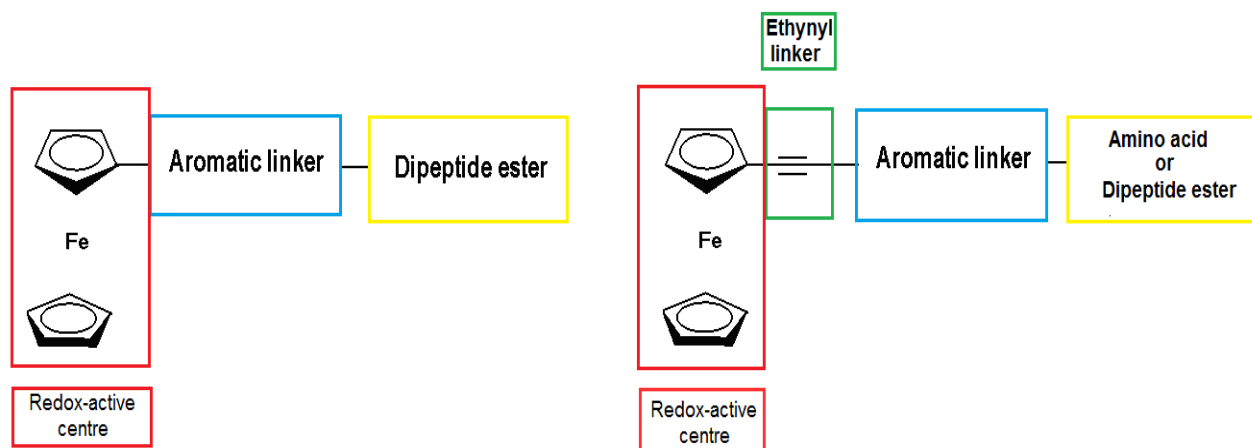 Aromatic linker
Dipeptide ester
Fe
Redox-active
centre
Ethynyl
linker
Aromatic linker
Amino acid
or
Dipeptide ester
Fe
Redox-active
centre